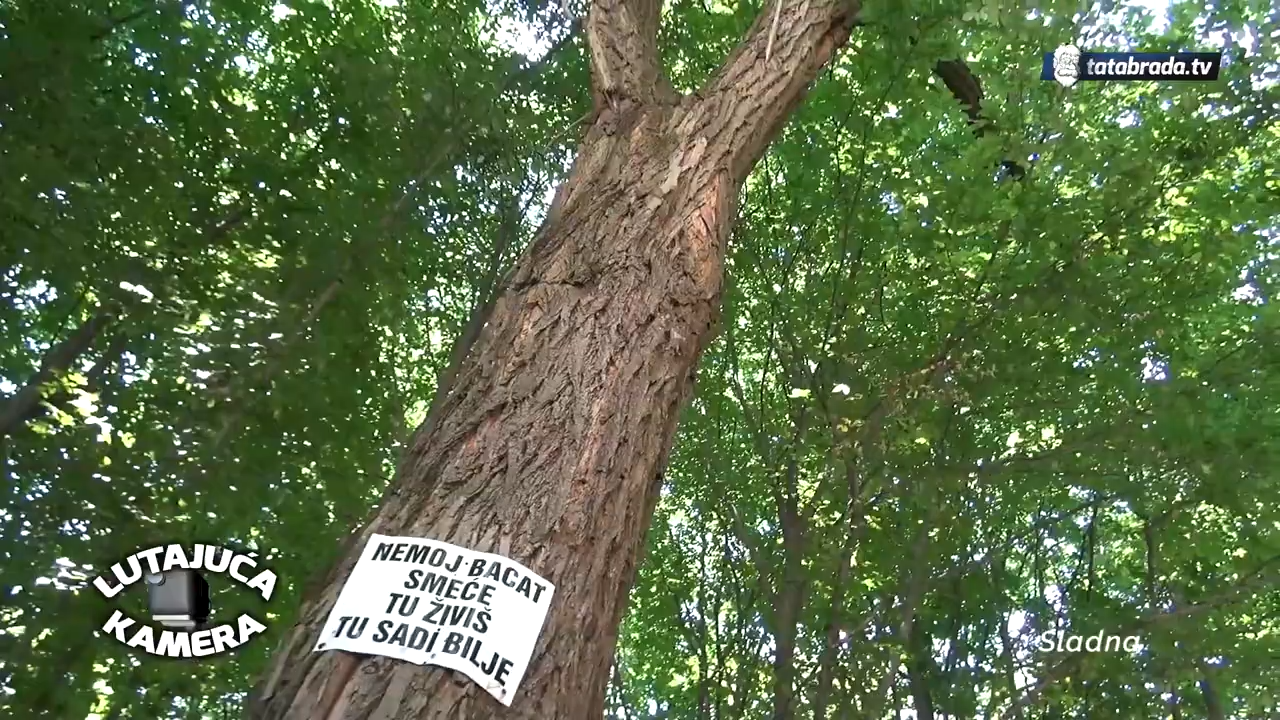 tatabrada.tv
NEMOJ BACAT
SMEĆE
TU ŽIVIŠ
TU SADI BILJE
LUTAJUĆA
KAMERA
Sladna